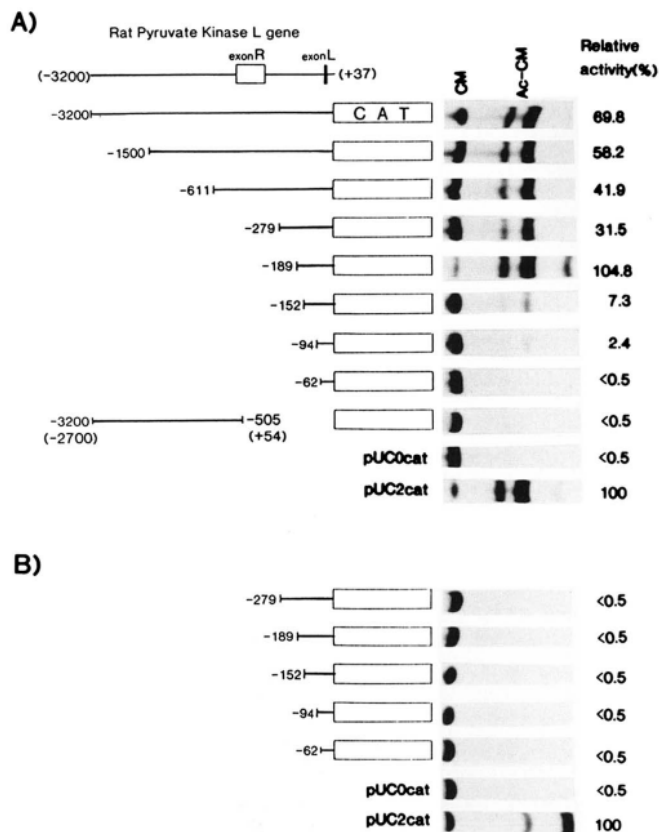 A)
Rat Pyruvate Kinase L gene
exonR exonL
(-3200) (+37)
CM Ac-CM
Relative
activity(%)
-3200 C A T 69.8
-1500 58.2
-611 41.9
-279 31.5
-189 104.8
-152 7.3
-94 2.4
-62 <0.5
-3200 -505 <0.5
(-2700) (+54)
pUC0cat <0.5
pUC2cat 100
B)
-279 <0.5
-189 <0.5
-152 <0.5
-94 <0.5
-62 <0.5
pUC0cat <0.5
pUC2cat 100